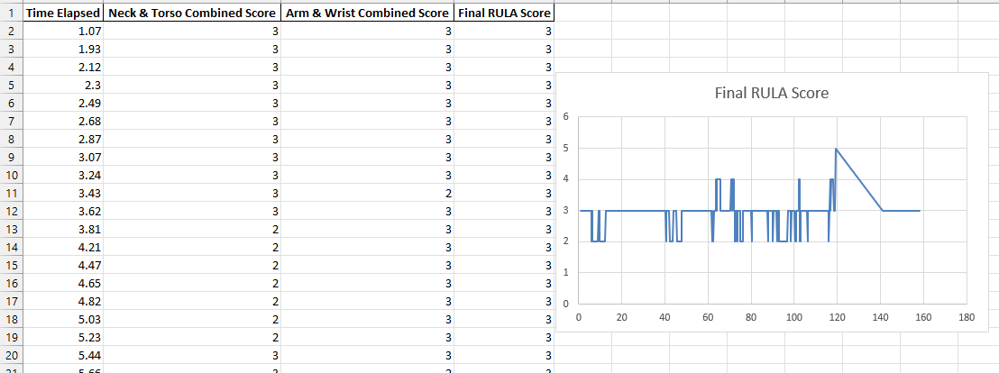 1 Time Elapsed Neck & Torso Combined Score Arm & Wrist Combined Score Final RULA Score
2 1.07 3 3 3
3 1.93 3 3 3
4 2.12 3 3 3
5 2.3 3 3 3
6 2.49 3 3 3
7 2.68 3 3 3
8 2.87 3 3 3
9 3.07 3 3 3
10 3.24 3 3 3
11 3.43 3 2 3
12 3.62 3 3 3
13 3.81 2 3 3
14 4.21 2 3 3
15 4.47 2 3 3
16 4.65 2 3 3
17 4.82 2 3 3
18 5.03 2 3 3
19 5.23 2 3 3
20 5.44 3 3 3
Final RULA Score
6
5
4
3
2
1
0
0 20 40 60 80 100 120 140 160 180